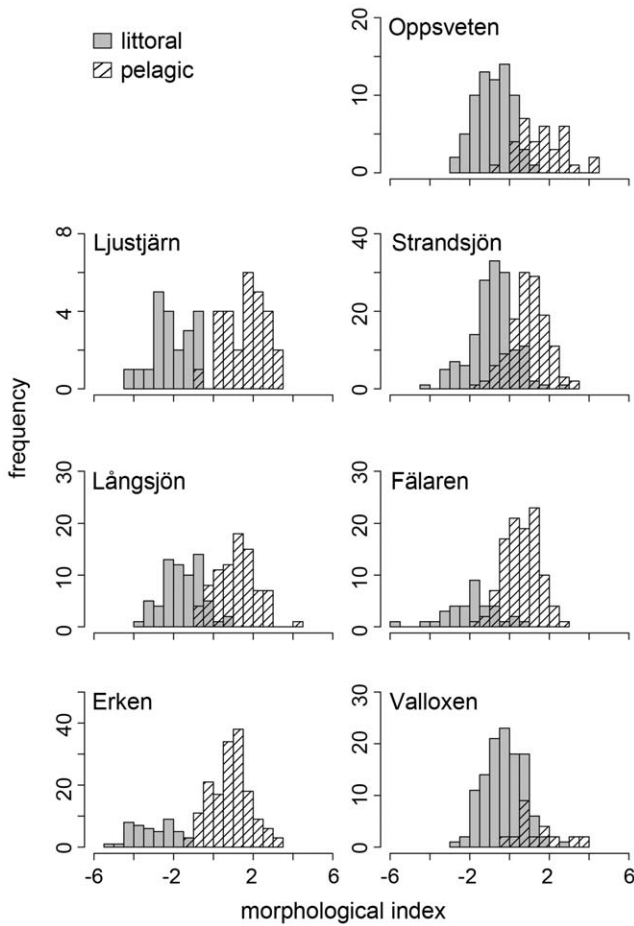 littoral
pelagic
Oppsveten
20
10
0
Ljustjärn
8
4
0
Strandsjön
40
20
0
frequency
Långsjön
30
20
10
0
Fälaren
30
20
10
0
Erken
40
20
0
Valloxen
30
20
10
0
-6 -2 2 6
-6 -2 2 6
morphological index